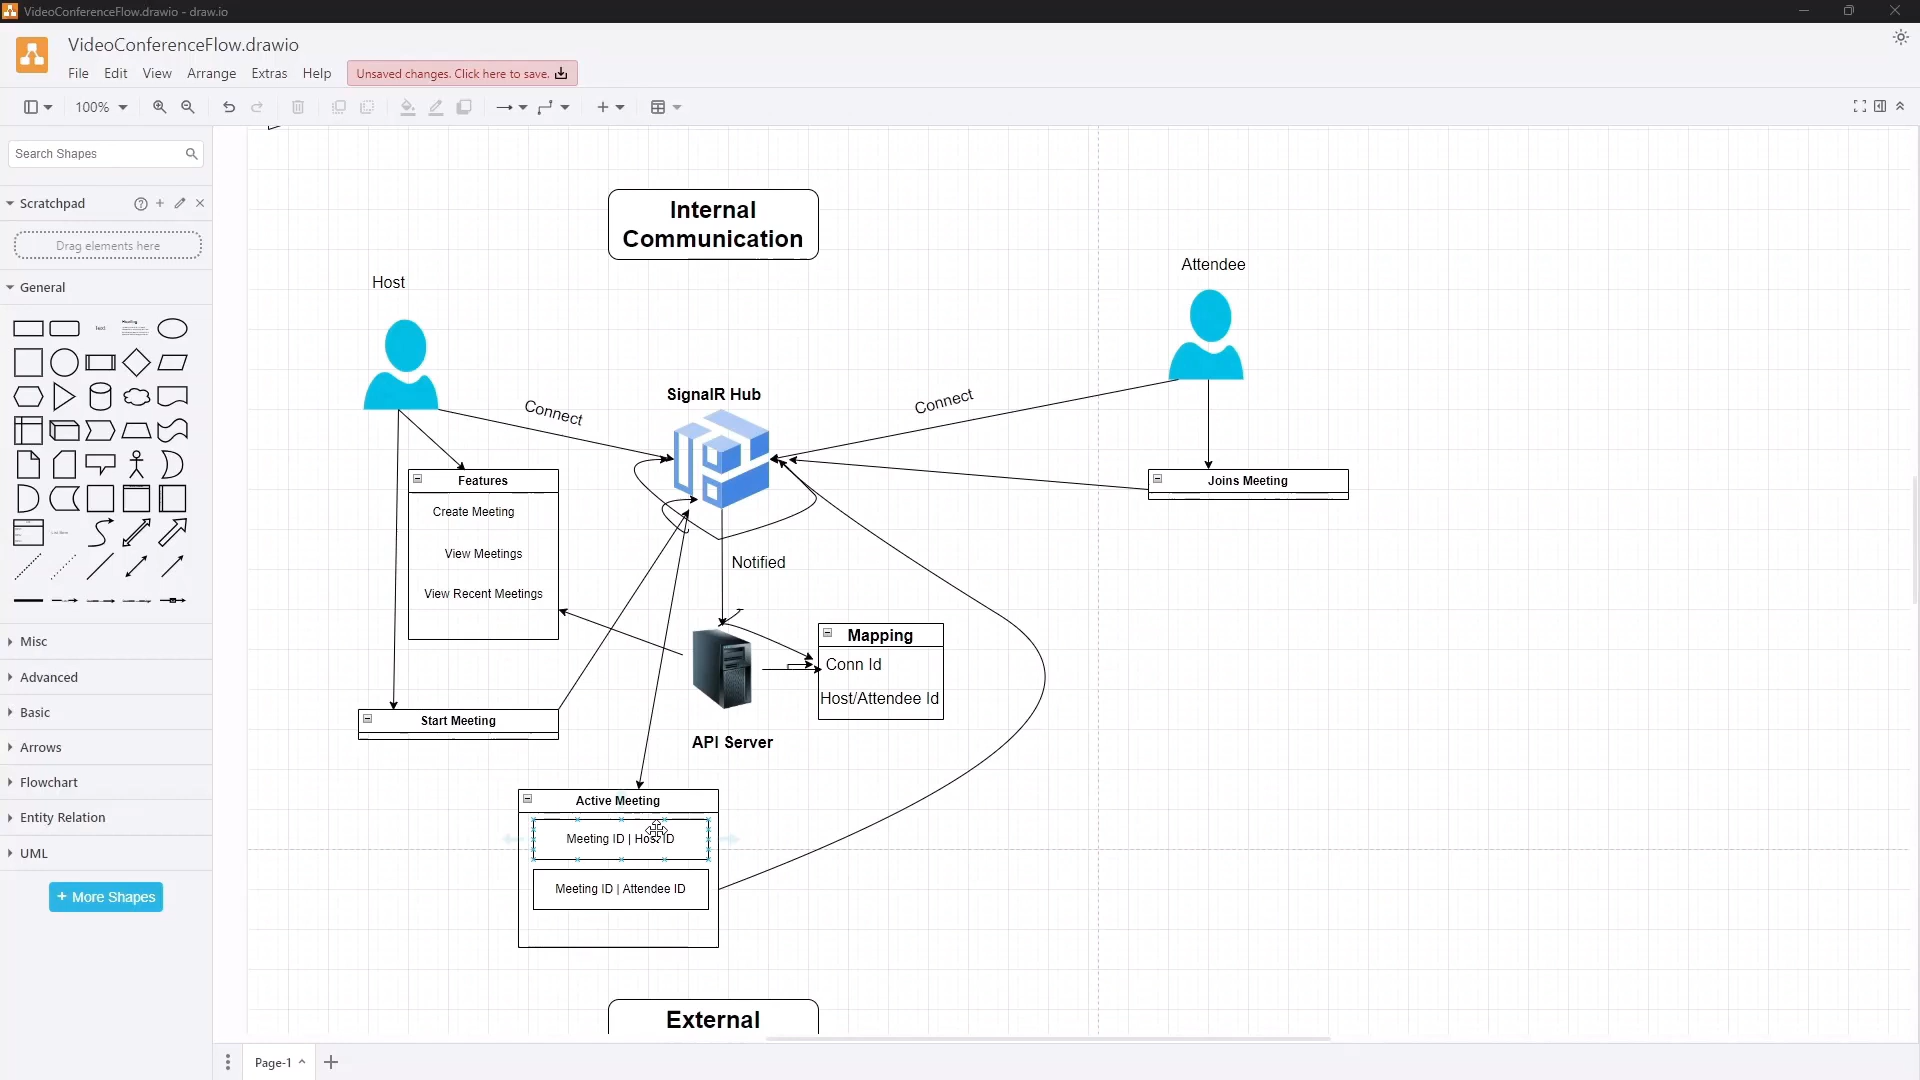 VideoConferenceFlow.drawio - draw.io
VideoConferenceFlow.drawio
File Edit View Arrange Extras Help
Unsaved changes. Click here to save.
100%
Search Shapes
Scratchpad
Drag elements here
General
Text
Heading
Misc
Advanced
Basic
Arrows
Flowchart
Entity Relation
UML
+ More Shapes
Internal
Communication
Host
Attendee
SignalR Hub
Connect
Connect
Features
Create Meeting
View Meetings
View Recent Meetings
Joins Meeting
Notified
Mapping
Conn Id
Host/Attendee Id
Start Meeting
API Server
Active Meeting
Meeting ID | Host ID
Meeting ID | Attendee ID
External
Page-1